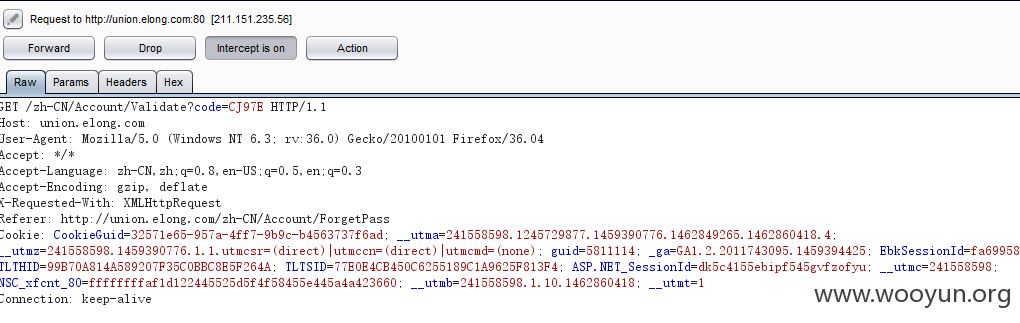 Request to http://union.elong.com:80 [211.151.235.56]
Forward Drop Intercept is on Action
Raw Params Headers Hex
GET /zh-CN/Account/Validate?code=CJ97E HTTP/1.1
Host: union.elong.com
User-Agent: Mozilla/5.0 (Windows NT 6.3; rv:36.0) Gecko/20100101 Firefox/36.04
Accept: */*
Accept-Language: zh-CN,zh;q=0.8,en-US;q=0.5,en;q=0.3
Accept-Encoding: gzip, deflate
X-Requested-With: XMLHttpRequest
Referer: http://union.elong.com/zh-CN/Account/ForgetPass
Cookie: CookieGuid=32571e65-957a-4ff7-9b9c-b4563737f6ad; __utma=241558598.1245729877.1459390776.1462849265.1462860418.4;
__utmz=241558598.1459390776.1.1.utmcsr=(direct)|utmccn=(direct)|utmcmd=(none); guid=5811114; _ga=GA1.2.2011743095.1459394425; EbkSessionId=fa69958
TLTHID=99B70A814A589207F35C0BBC8E5F264A; TLTSID=77B0E4CB450C6255189C1A9625F813F4; ASP.NET_SessionId=dk5c4155ebipf545gvfzofyu; __utmc=241558598;
NSC_xfcnt_80=ffffffffaf1d122445525d5f4f58455e445a4a423660; __utmb=241558598.1.10.1462860418; __utmt=1
Connection: keep-alive
www.wooyun.org